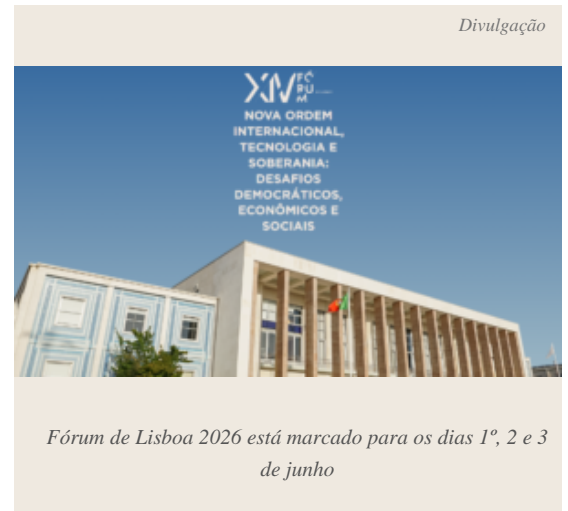 Divulgação
XIV FÓRUM
NOVA ORDEM
INTERNACIONAL,
TECNOLOGIA E
SOBERANIA:
DESAFIOS
DEMOCRÁTICOS,
ECONÔMICOS E
SOCIAIS
Fórum de Lisboa 2026 está marcado para os dias 1º, 2 e 3
de junho